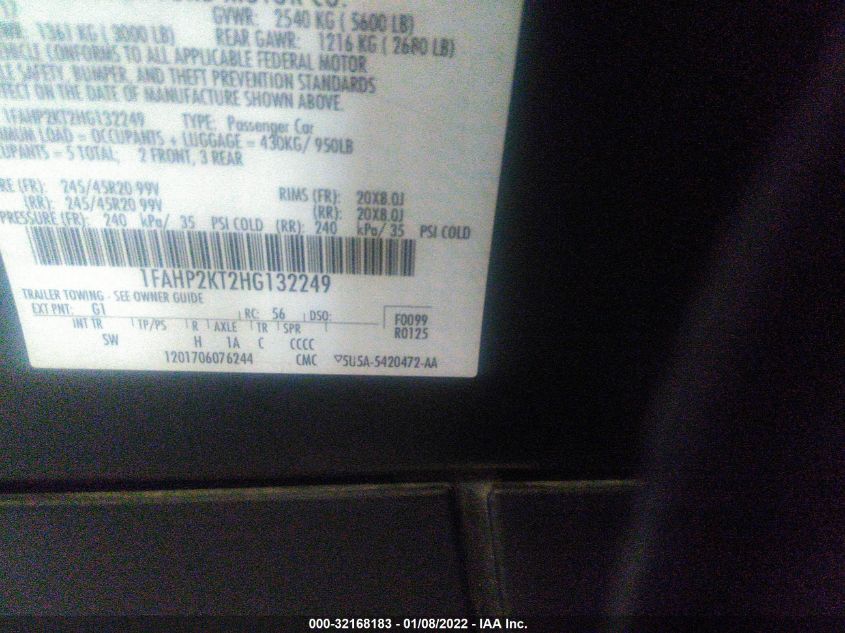 MOTOR CO.
GVWR: 2540 KG ( 5600 LB)
1361 KG ( 3000 LB) REAR GAWR: 1216 KG ( 2680 LB)
CONFORMS TO ALL APPLICABLE FEDERAL MOTOR
SAFETY, BUMPER, AND THEFT PREVENTION STANDARDS
ON THE DATE OF MANUFACTURE SHOWN ABOVE.
1FAHP2KT2HG132249 TYPE: Passenger Car
LOAD = OCCUPANTS + LUGGAGE = 430KG/ 950LB
= 5 TOTAL, 2 FRONT, 3 REAR
(FR): 245/45R20 99V RIMS (FR): 20X8.0J
(RR): 245/45R20 99V (RR): 20X8.0J
PRESSURE (FR): 240 kPa/ 35 PSI COLD (RR): 240 kPa/ 35 PSI COLD
1FAHP2KT2HG132249
TRAILER TOWING - SEE OWNER GUIDE
EXT PNT: G1 RC: 56 DSO: F0099
INT TR TP/PS R AXLE TR SPR R0125
SW H 1A C CCCC
1201706076244 CMC ▽5U5A-5420472-AA
000-32168183 - 01/08/2022 - IAA Inc.